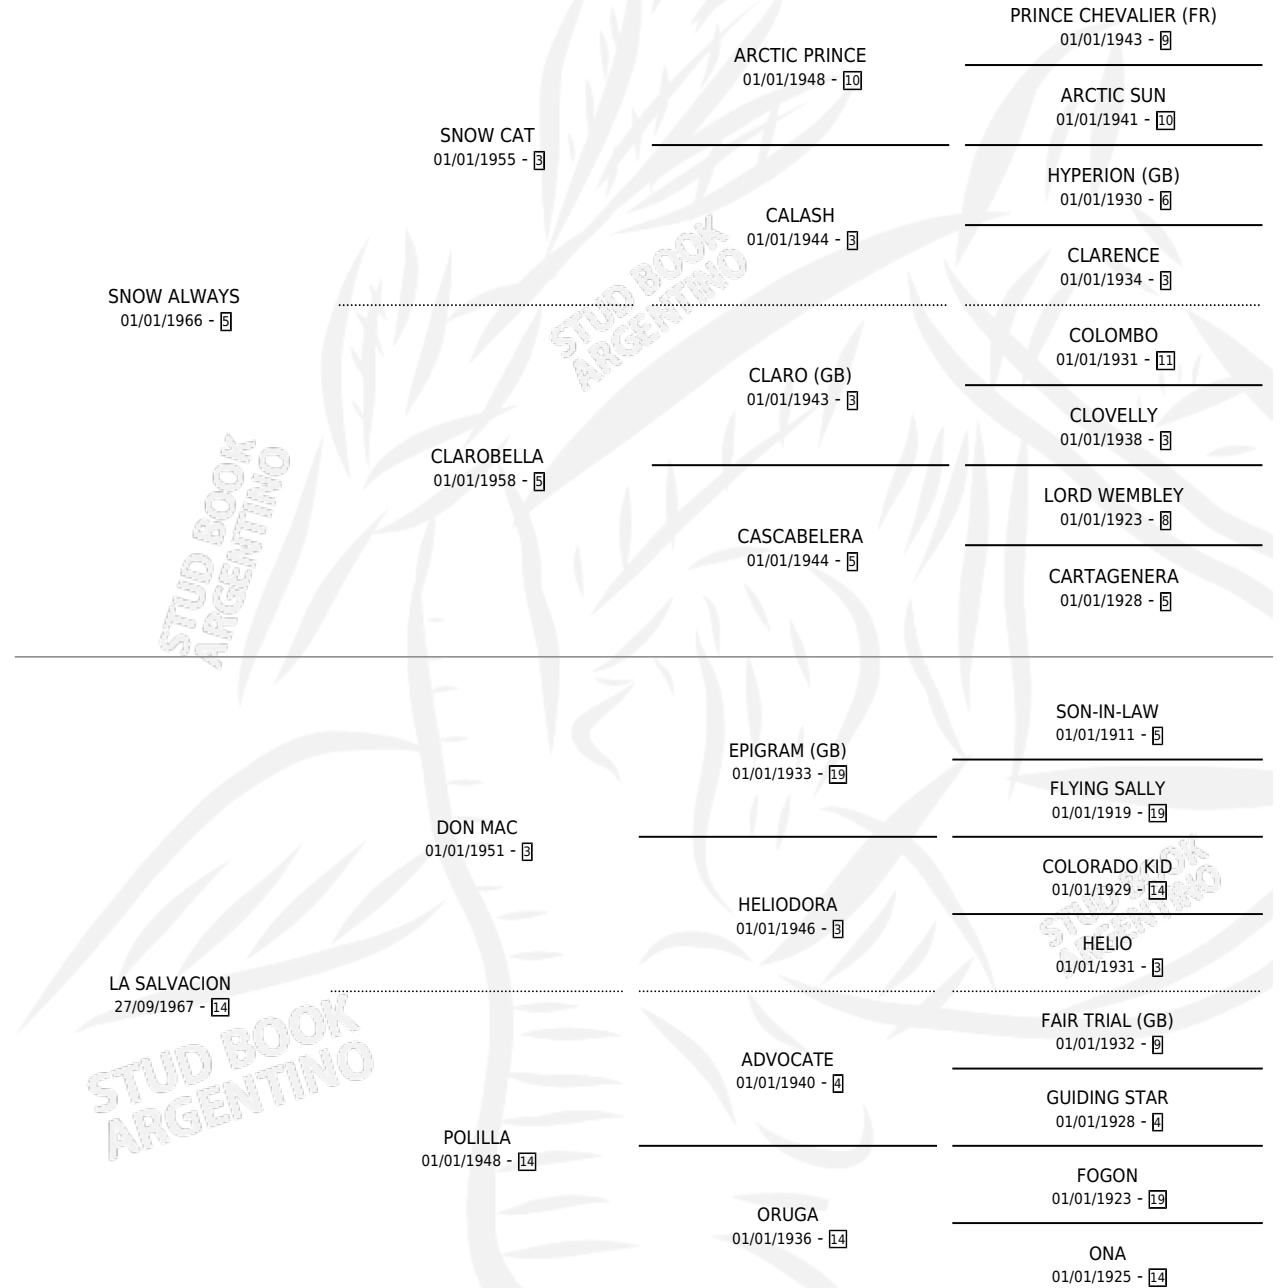 PRINCE CHEVALIER (FR)
01/01/1943 - 9
ARCTIC PRINCE
01/01/1948 - 10
ARCTIC SUN
01/01/1941 - 10
SNOW CAT
01/01/1955 - 3
HYPERION (GB)
01/01/1930 - 6
CALASH
01/01/1944 - 3
CLARENCE
01/01/1934 - 3
SNOW ALWAYS
01/01/1966 - 5
COLOMBO
01/01/1931 - 11
CLARO (GB)
01/01/1943 - 3
CLOVELLY
01/01/1938 - 3
CLAROBELLA
01/01/1958 - 5
LORD WEMBLEY
01/01/1923 - 8
CASCABELERA
01/01/1944 - 5
CARTAGENERA
01/01/1928 - 5
STUD BOOK
ARGENTINO
STUD BOOK
ARGENTINO
SON-IN-LAW
01/01/1911 - 5
EPIGRAM (GB)
01/01/1933 - 19
FLYING SALLY
01/01/1919 - 19
DON MAC
01/01/1951 - 3
COLORADO KID
01/01/1929 - 14
HELIODORA
01/01/1946 - 3
HELIO
01/01/1931 - 3
STUD BOOK
ARGENTINO
LA SALVACION
27/09/1967 - 14
FAIR TRIAL (GB)
01/01/1932 - 9
ADVOCATE
01/01/1940 - 4
GUIDING STAR
01/01/1928 - 4
POLILLA
01/01/1948 - 14
FOGON
01/01/1923 - 19
ORUGA
01/01/1936 - 14
ONA
01/01/1925 - 14
STUD BOOK
ARGENTINO